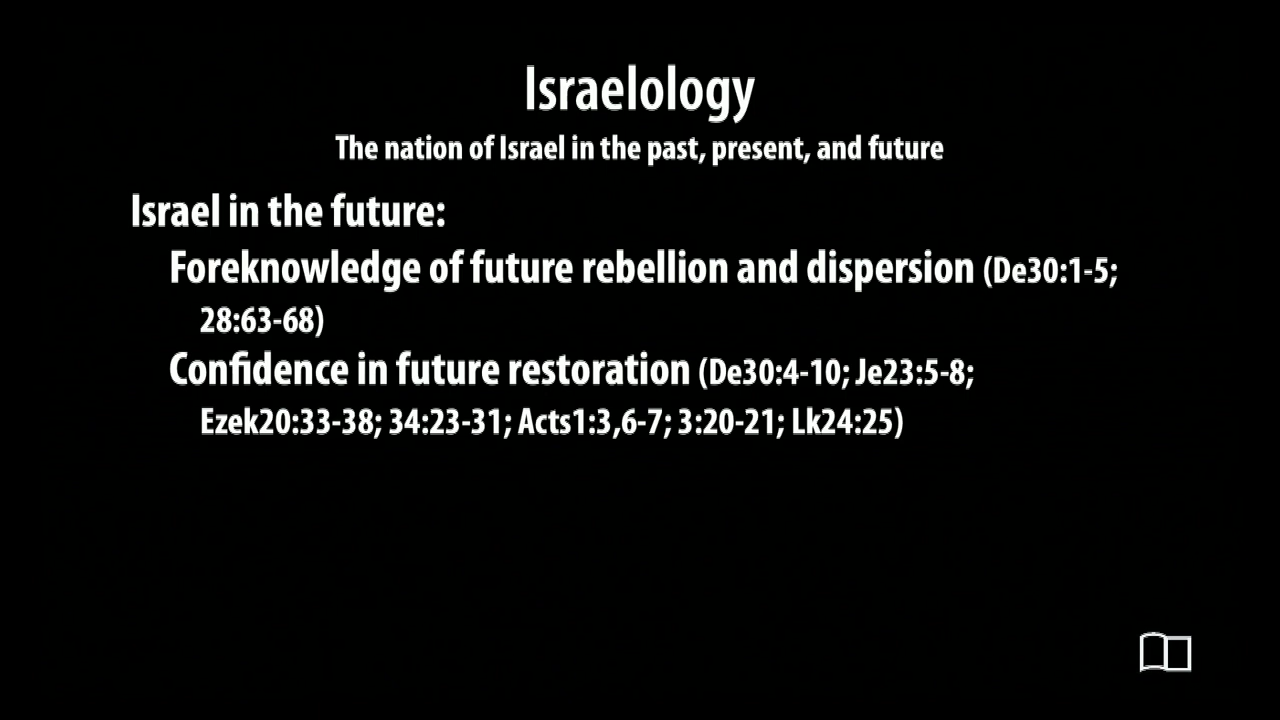 Israelology
The nation of Israel in the past, present, and future
Israel in the future:
Foreknowledge of future rebellion and dispersion (De30:1-5;
28:63-68)
Confidence in future restoration (De30:4-10; Je23:5-8;
Ezek20:33-38; 34:23-31; Acts1:3,6-7; 3:20-21; Lk24:25)